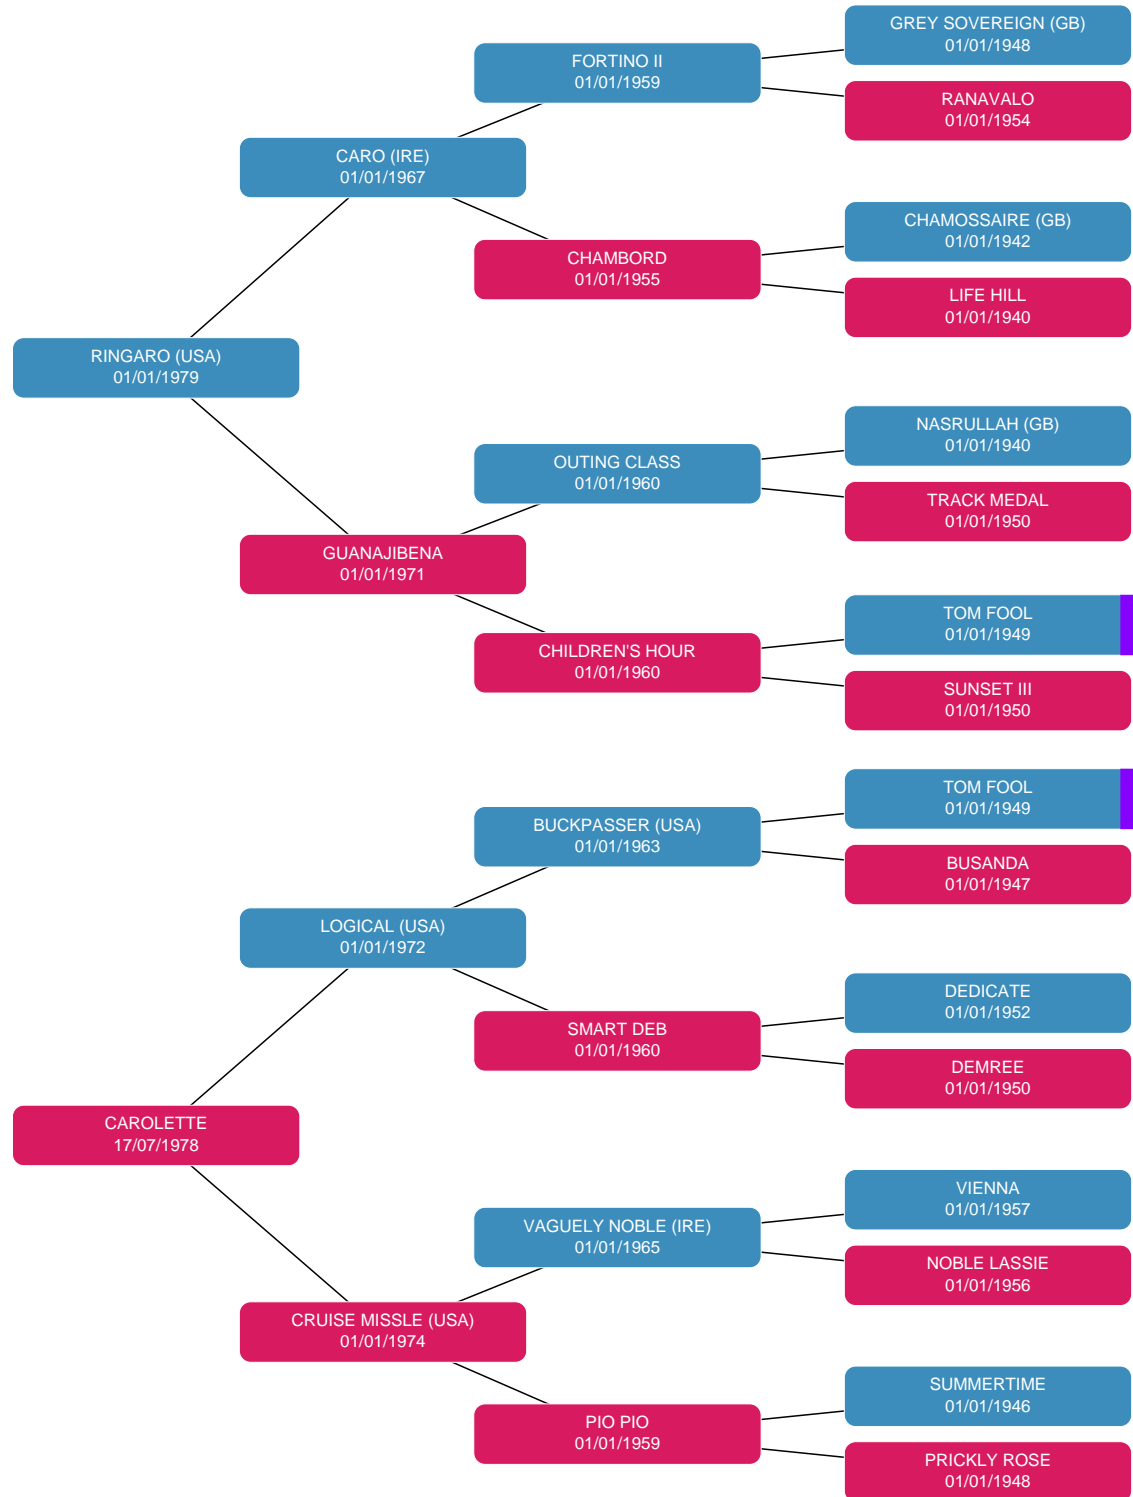 GREY SOVEREIGN (GB)
01/01/1948
FORTINO II
01/01/1959
RANAVALO
01/01/1954
CARO (IRE)
01/01/1967
CHAMOSSAIRE (GB)
01/01/1942
CHAMBORD
01/01/1955
LIFE HILL
01/01/1940
RINGARO (USA)
01/01/1979
NASRULLAH (GB)
01/01/1940
OUTING CLASS
01/01/1960
TRACK MEDAL
01/01/1950
GUANAJIBENA
01/01/1971
TOM FOOL
01/01/1949
CHILDREN'S HOUR
01/01/1960
SUNSET III
01/01/1950
TOM FOOL
01/01/1949
BUCKPASSER (USA)
01/01/1963
BUSANDA
01/01/1947
LOGICAL (USA)
01/01/1972
DEDICATE
01/01/1952
SMART DEB
01/01/1960
DEMREE
01/01/1950
CAROLETTE
17/07/1978
VIENNA
01/01/1957
VAGUELY NOBLE (IRE)
01/01/1965
NOBLE LASSIE
01/01/1956
CRUISE MISSLE (USA)
01/01/1974
SUMMERTIME
01/01/1946
PIO PIO
01/01/1959
PRICKLY ROSE
01/01/1948